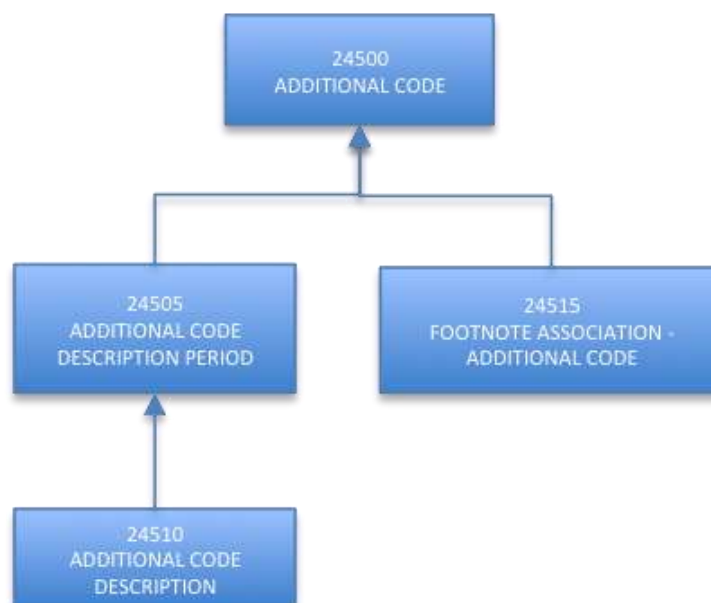 24500
ADDITIONAL CODE
24505
ADDITIONAL CODE
DESCRIPTION PERIOD
24515
FOOTNOTE ASSOCIATION -
ADDITIONAL CODE
24510
ADDITIONAL CODE
DESCRIPTION